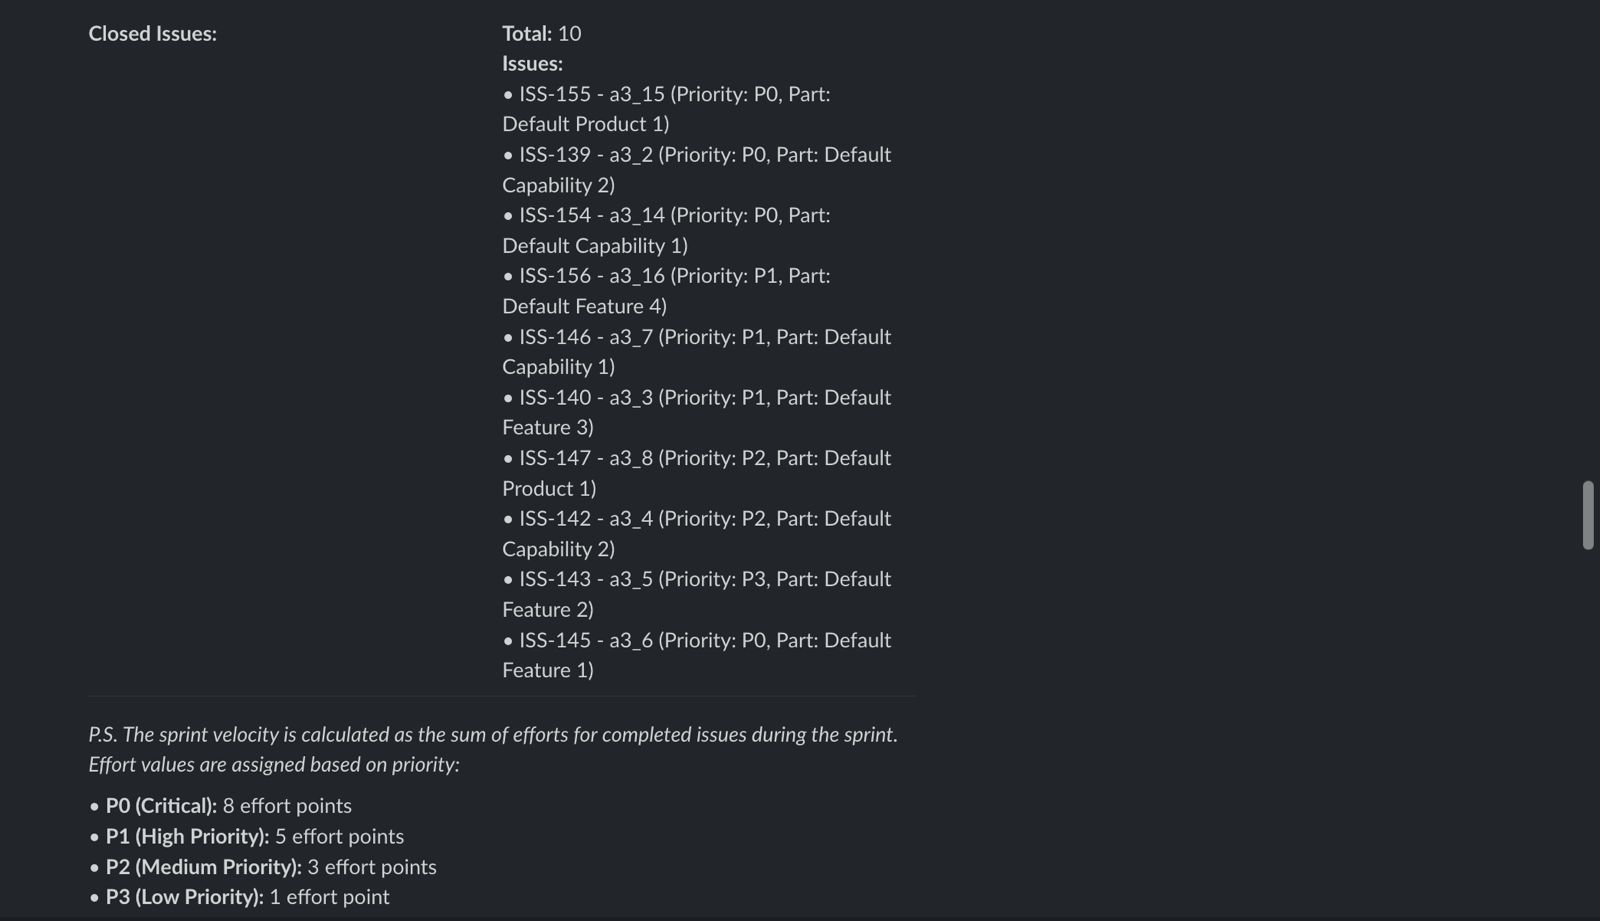 Closed Issues:
Total: 10
Issues:
• ISS-155 - a3_15 (Priority: P0, Part:
Default Product 1)
• ISS-139 - a3_2 (Priority: P0, Part: Default
Capability 2)
• ISS-154 - a3_14 (Priority: P0, Part:
Default Capability 1)
• ISS-156 - a3_16 (Priority: P1, Part:
Default Feature 4)
• ISS-146 - a3_7 (Priority: P1, Part: Default
Capability 1)
• ISS-140 - a3_3 (Priority: P1, Part: Default
Feature 3)
• ISS-147 - a3_8 (Priority: P2, Part: Default
Product 1)
• ISS-142 - a3_4 (Priority: P2, Part: Default
Capability 2)
• ISS-143 - a3_5 (Priority: P3, Part: Default
Feature 2)
• ISS-145 - a3_6 (Priority: P0, Part: Default
Feature 1)
P.S. The sprint velocity is calculated as the sum of efforts for completed issues during the sprint.
Effort values are assigned based on priority:
• P0 (Critical): 8 effort points
• P1 (High Priority): 5 effort points
• P2 (Medium Priority): 3 effort points
• P3 (Low Priority): 1 effort point